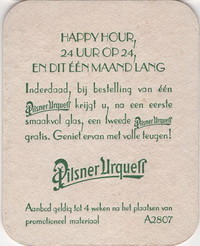 HAPPY HOUR,
24 UUR OP 24,
EN DIT ÉÉN MAAND LANG
Inderdaad, bij bestelling van één
Pilsner Urquell krijgt u, na een eerste
smaakvol glas, een tweede Pilsner Urquell
gratis. Geniet ervan met volle teugen!
Pilsner Urquell
Aanbod geldig tot 4 weken na het plaatsen van
promotioneel materiaal A2807